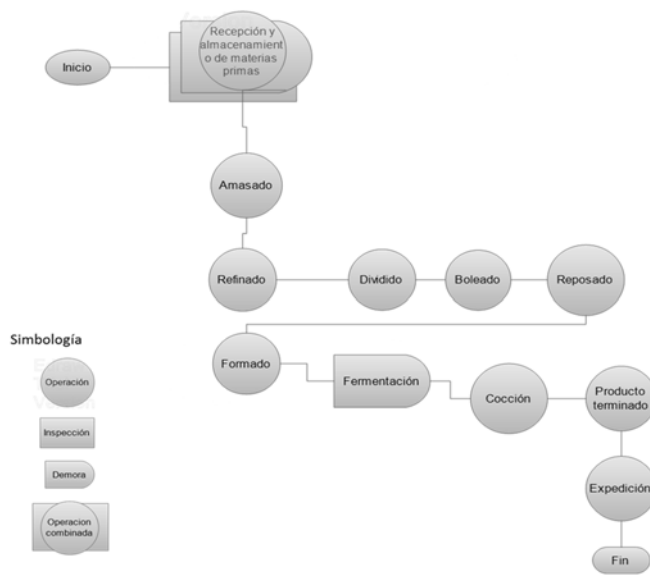 Inicio
Recepción y
almacenamient
o de materias
primas
Amasado
Refinado
Dividido
Boleado
Reposado
Formado
Fermentación
Cocción
Producto
terminado
Expedición
Fin
Simbología
Operación
Inspección
Demora
Operacion
combinada